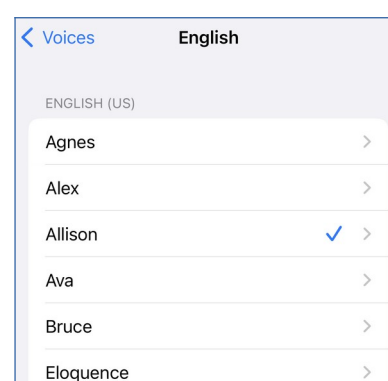 Voices English
ENGLISH (US)
Agnes
Alex
Allison
Ava
Bruce
Eloquence